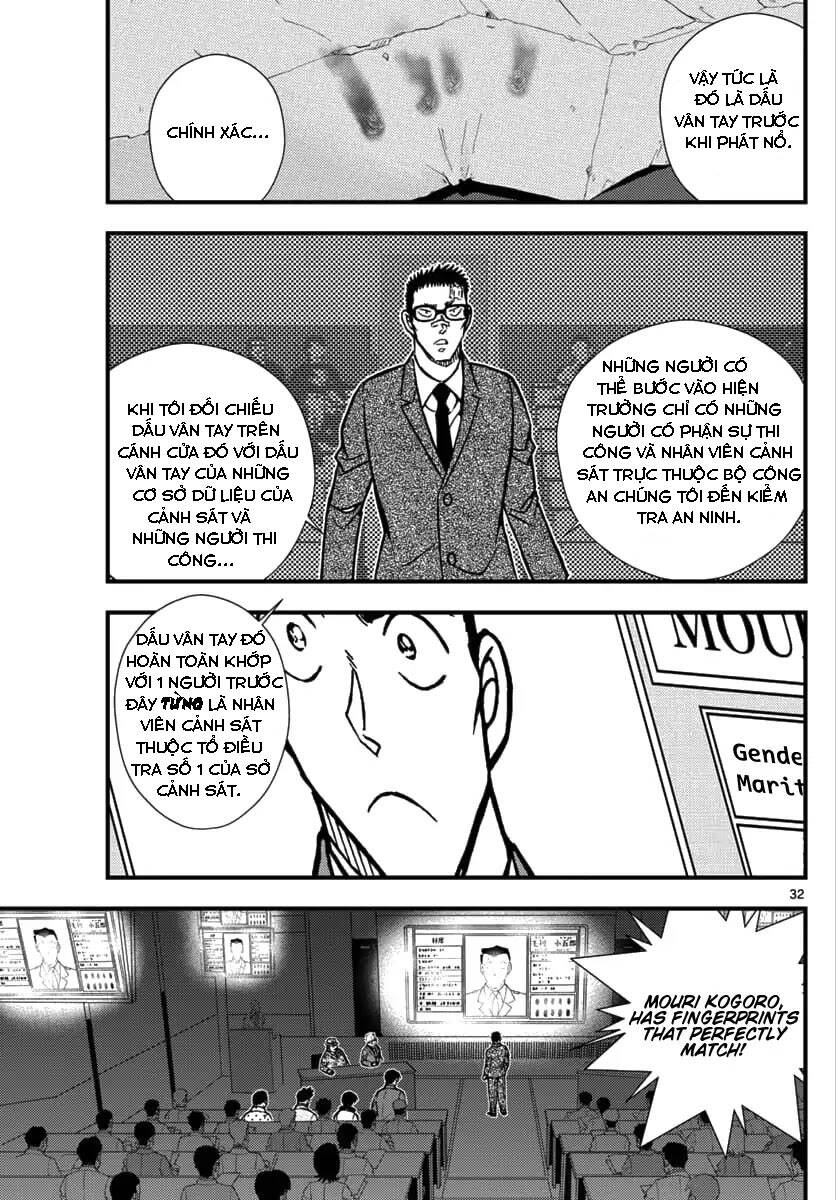 VẬY TỨC LÀ
ĐÓ LÀ DẤU
VÂN TAY TRƯỚC
KHI PHÁT NỔ.
CHÍNH XÁC...
NHỮNG NGƯỜI CÓ
THỂ BƯỚC VÀO HIỆN
TRƯỜNG CHỈ CÓ NHỮNG
NGƯỜI CÓ PHẬN SỰ THI
CÔNG VÀ NHÂN VIÊN CẢNH
SÁT TRỰC THUỘC BỘ CÔNG
AN CHÚNG TÔI ĐẾN KIỂM
TRA AN NINH.
KHI TÔI ĐỐI CHIẾU
DẤU VÂN TAY TRÊN
CÁNH CỬA ĐÓ VỚI DẤU
VÂN TAY CỦA NHỮNG
CƠ SỞ DỮ LIỆU CỦA
CẢNH SÁT VÀ
NHỮNG NGƯỜI THI
CÔNG...
MOU
Gende
Marit
DẤU VÂN TAY ĐÓ
HOÀN TOÀN KHỚP
VỚI 1 NGƯỜI TRƯỚC
ĐÂY TỪNG LÀ NHÂN
VIÊN CẢNH SÁT
THUỘC TỔ ĐIỀU
TRA SỐ 1 CỦA SỞ
CẢNH SÁT.
32
MOURI KOGORO,
HAS FINGERPRINTS
THAT PERFECTLY
MATCH!